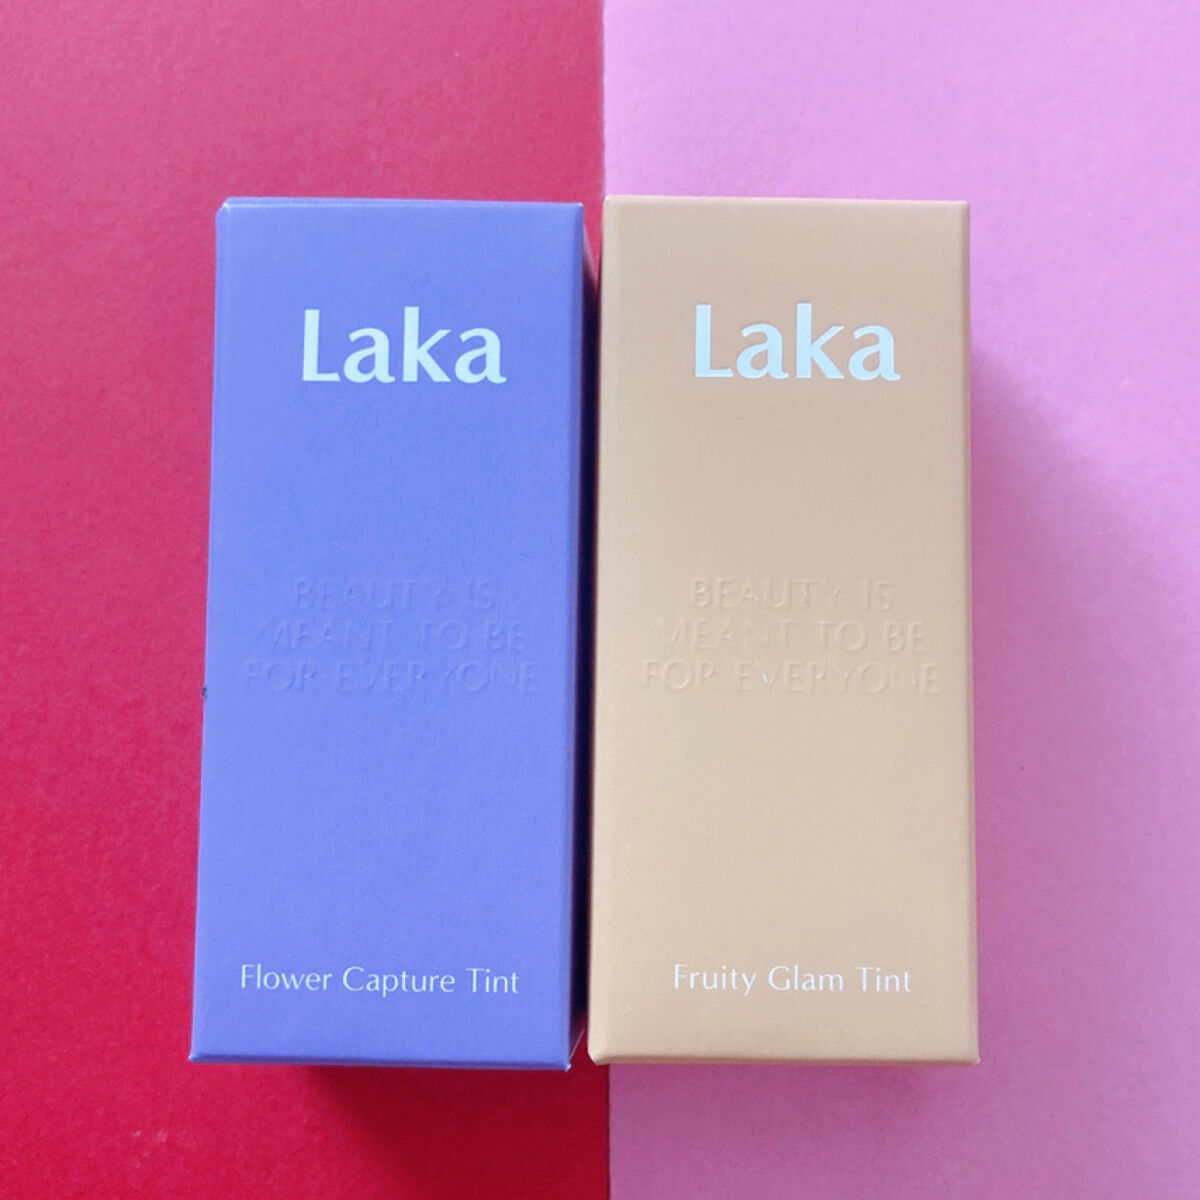 Laka
BEAUTY IS
MEANT TO BE
FOR EVERYONE
Flower Capture Tint
Laka
BEAUTY IS
MEANT TO BE
FOR EVERYONE
Fruity Glam Tint